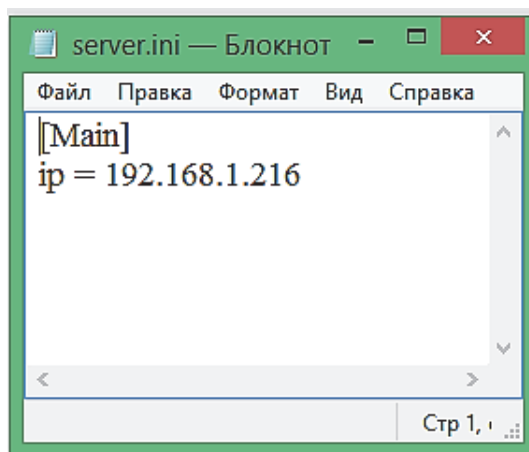 server.ini — Блокнот
Файл Правка Формат Вид Справка
[Main]
ip = 192.168.1.216
Стр 1,